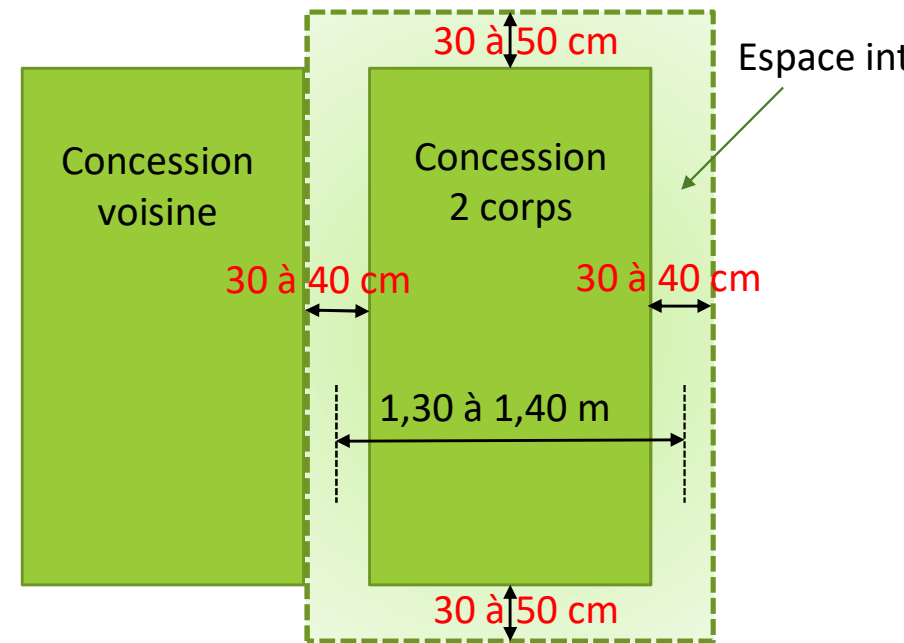 30 à 50 cm
Espace int
Concession
voisine
Concession
2 corps
30 à 40 cm
30 à 40 cm
1,30 à 1,40 m
30 à 50 cm